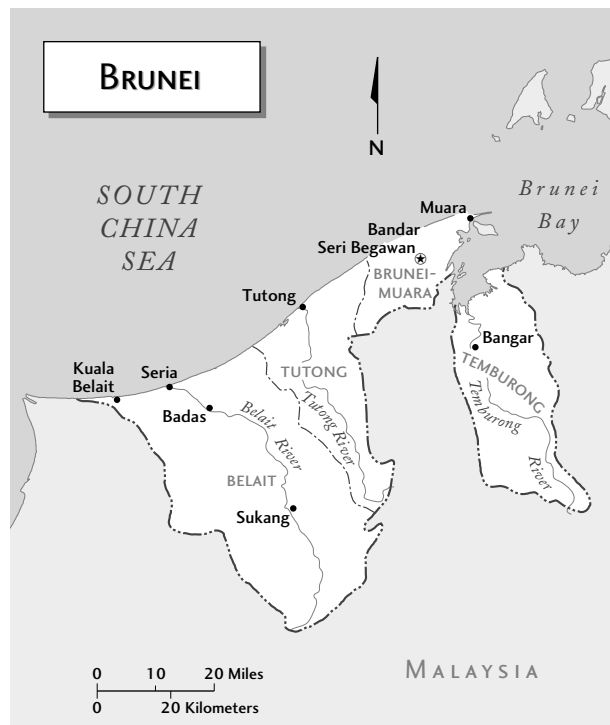 BRUNEI
N
SOUTH
CHINA
SEA
Brunei
Bay
Muara
Bandar
Seri Begawan
BRUNEI-
MUARA
Tutong
Bangar
TUTONG
TEMBURONG
Kuala
Belait
Seria
Badas
Belait
River
Tutong River
Temburong
River
BELAIT
Sukang
MALAYSIA
0 10 20 Miles
0 20 Kilometers